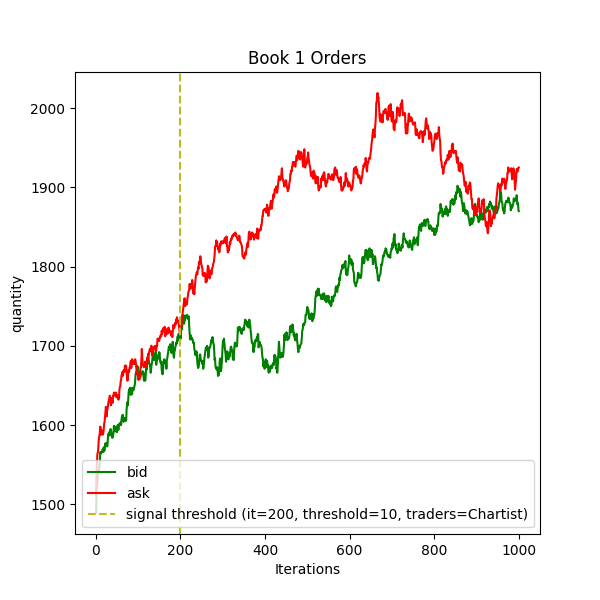 Book 1 Orders
quantity
2000
1900
1800
1700
1600
1500
bid
ask
signal threshold (it=200, threshold=10, traders=Chartist)
0 200 400 600 800 1000
Iterations